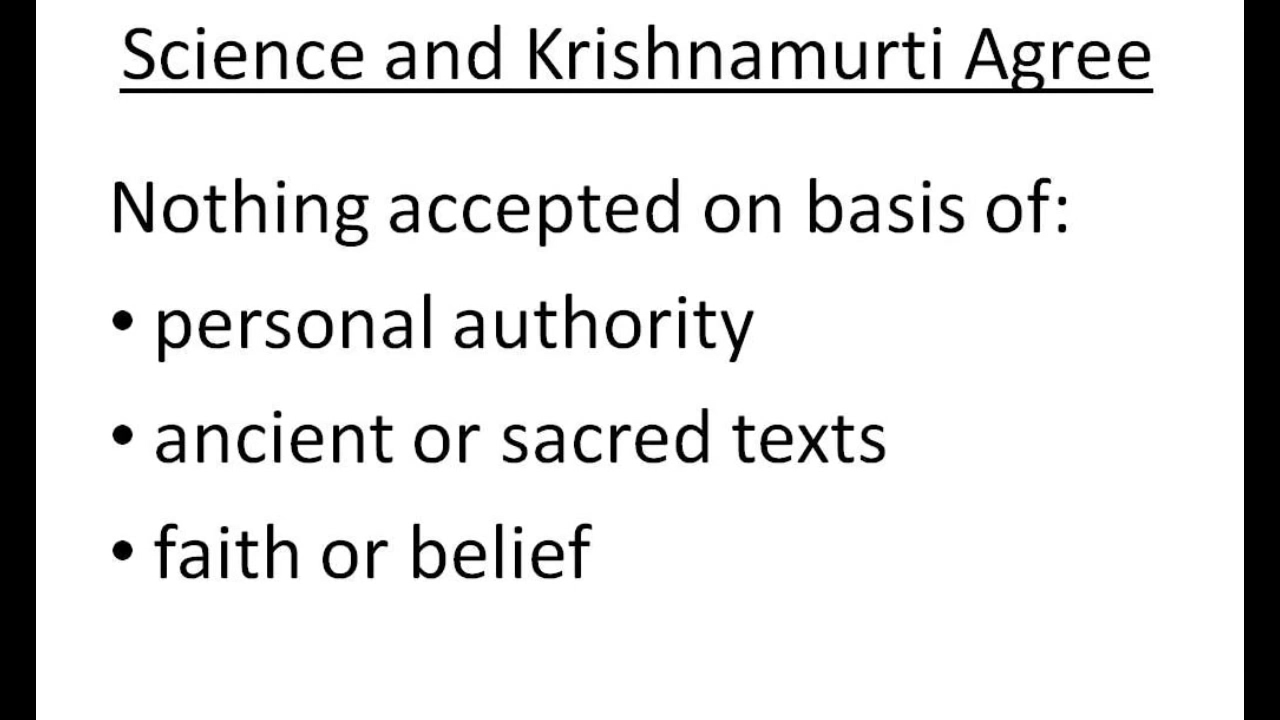 Science and Krishnamurti Agree
Nothing accepted on basis of:
• personal authority
• ancient or sacred texts
• faith or belief